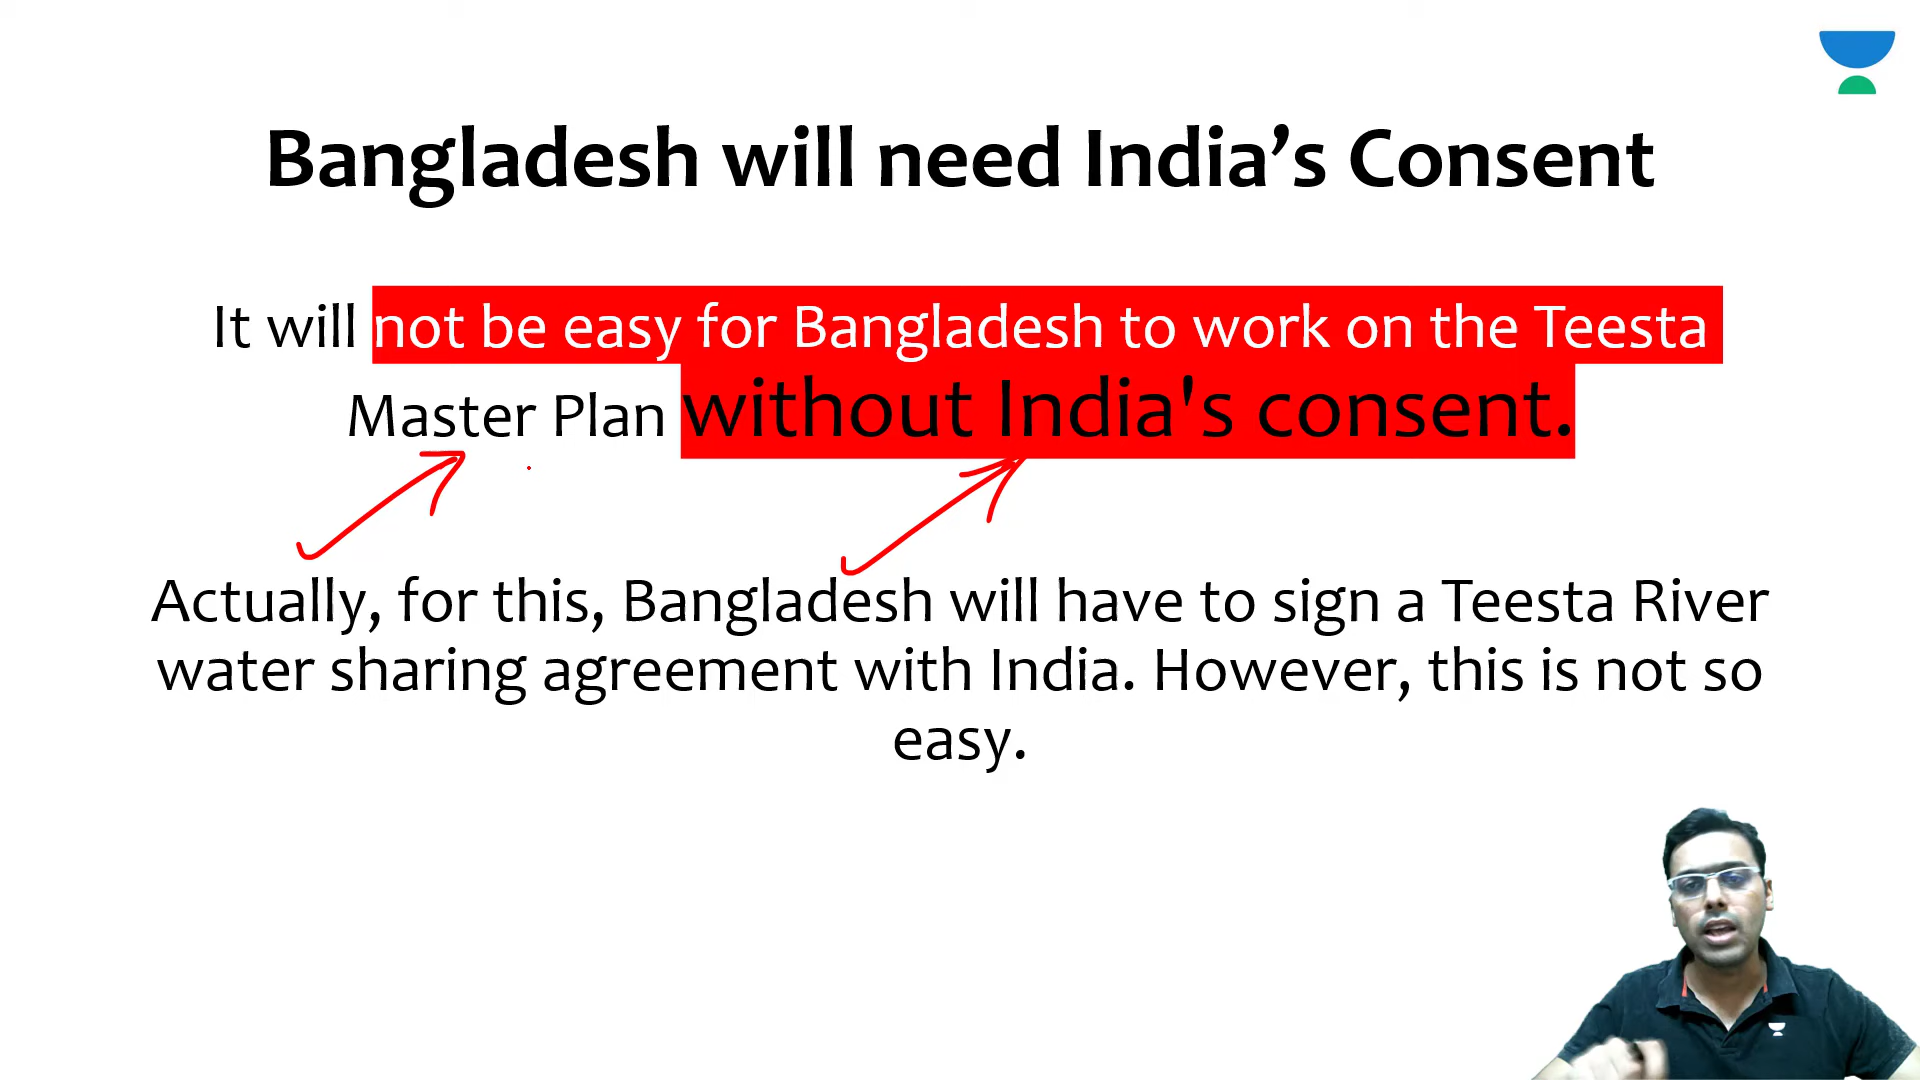 Bangladesh will need India’s Consent
It will not be easy for Bangladesh to work on the Teesta
Master Plan without India's consent.
Actually, for this, Bangladesh will have to sign a Teesta River
water sharing agreement with India. However, this is not so
easy.